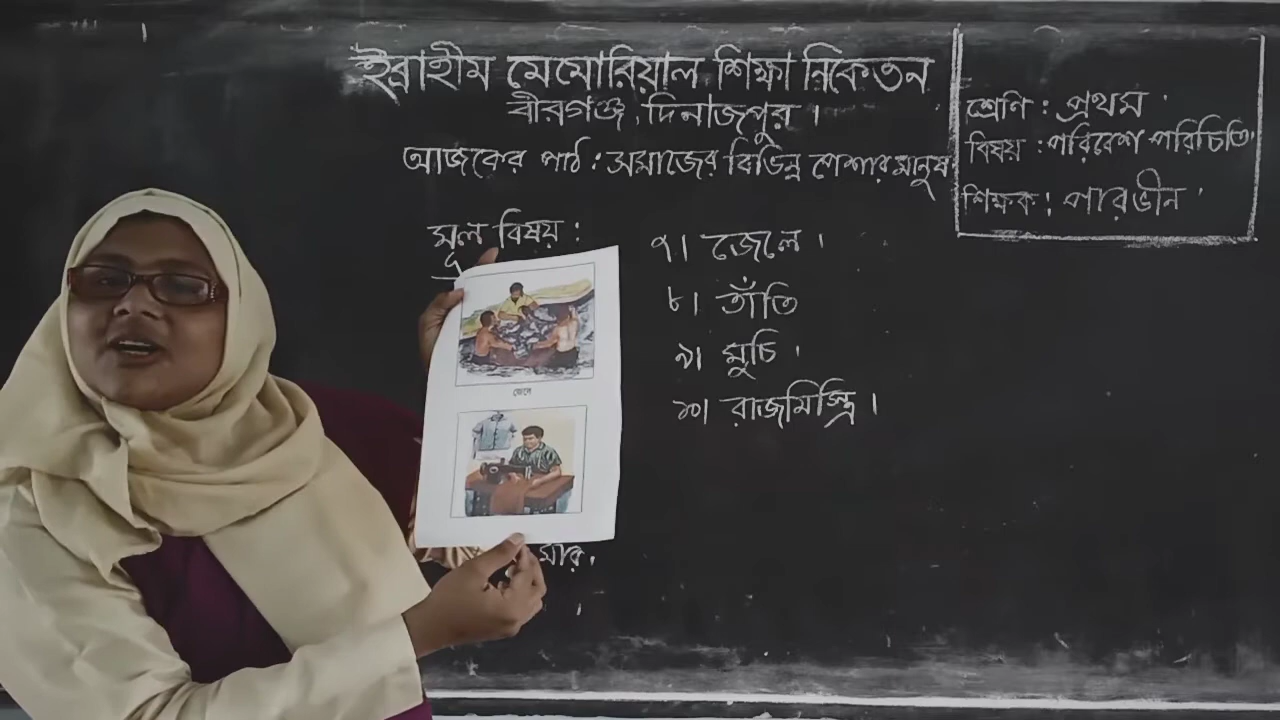 ইব্রাহীম মেমোরিয়াল শিক্ষা নিকেতন
বীরগঞ্জ, দিনাজপুর।
আজকের পাঠ : সমাজের বিভিন্ন পেশার মানুষ
শ্রেণি : প্রথম
বিষয় : পরিবেশ পরিচিতি
শিক্ষক : পারভীন
মূল বিষয় :
৭। জেলে ।
৮। তাঁতি
৯। মুচি ।
১০। রাজমিস্ত্রি ।
জেলে
মার.